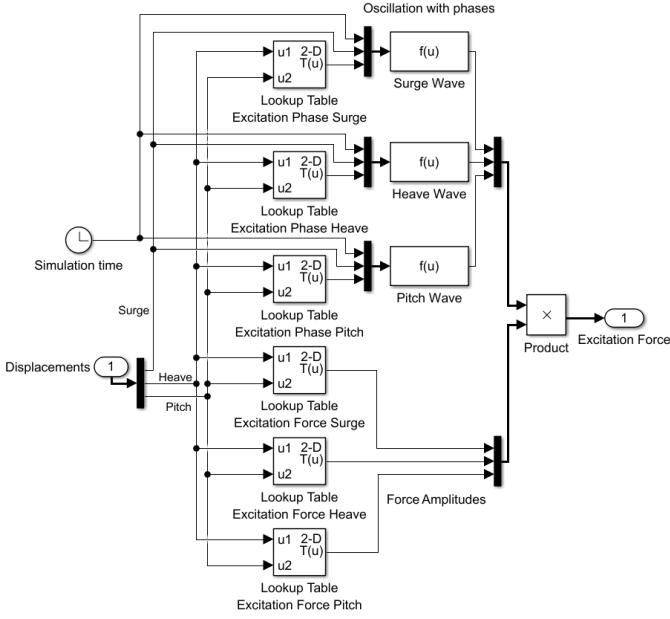 Oscillation with phases
u1 2-D
T(u)
u2
Lookup Table
Excitation Phase Surge
f(u)
Surge Wave
u1 2-D
T(u)
u2
Lookup Table
Excitation Phase Heave
f(u)
Heave Wave
Simulation time
u1 2-D
T(u)
u2
Lookup Table
Excitation Phase Pitch
f(u)
Pitch Wave
Surge
×
Product
1
Excitation Force
Displacements
1
Heave
Pitch
u1 2-D
T(u)
u2
Lookup Table
Excitation Force Surge
u1 2-D
T(u)
u2
Lookup Table
Excitation Force Heave
Force Amplitudes
u1 2-D
T(u)
u2
Lookup Table
Excitation Force Pitch